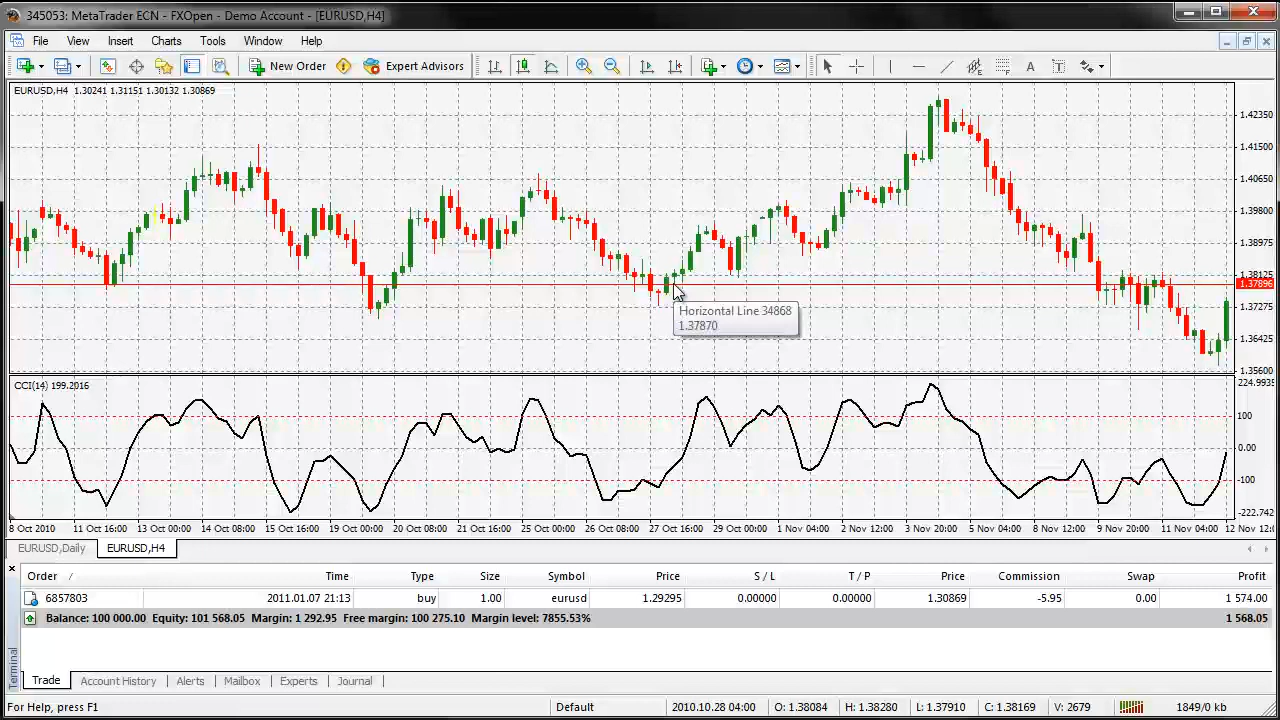 345053: MetaTrader ECN - FXOpen - Demo Account - [EURUSD,H4]
File View Insert Charts Tools Window Help
New Order Expert Advisors A T
EURUSD,H4 1.30241 1.31151 1.30132 1.30869
1.42350
1.41500
1.40650
1.39800
1.38975
1.38125
1.37896
1.37275
1.36425
1.35600
Horizontal Line 34868
1.37870
CCI(14) 199.2016
224.9935
100
0.00
-100
-222.742
8 Oct 2010 11 Oct 16:00 13 Oct 00:00 14 Oct 08:00 15 Oct 16:00 19 Oct 00:00 20 Oct 08:00 21 Oct 16:00 25 Oct 00:00 26 Oct 08:00 27 Oct 16:00 29 Oct 00:00 1 Nov 04:00 2 Nov 12:00 3 Nov 20:00 5 Nov 04:00 8 Nov 12:00 9 Nov 20:00 11 Nov 04:00 12 Nov 12:0
EURUSD,Daily EURUSD,H4
Order / Time Type Size Symbol Price S / L T / P Price Commission Swap Profit
6857803 2011.01.07 21:13 buy 1.00 eurusd 1.29295 0.00000 0.00000 1.30869 -5.95 0.00 1 574.00
Balance: 100 000.00 Equity: 101 568.05 Margin: 1 292.95 Free margin: 100 275.10 Margin level: 7855.53% 1 568.05
Terminal
Trade Account History Alerts Mailbox Experts Journal
For Help, press F1 Default 2010.10.28 04:00 O: 1.38084 H: 1.38280 L: 1.37910 C: 1.38169 V: 2679 1849/0 kb